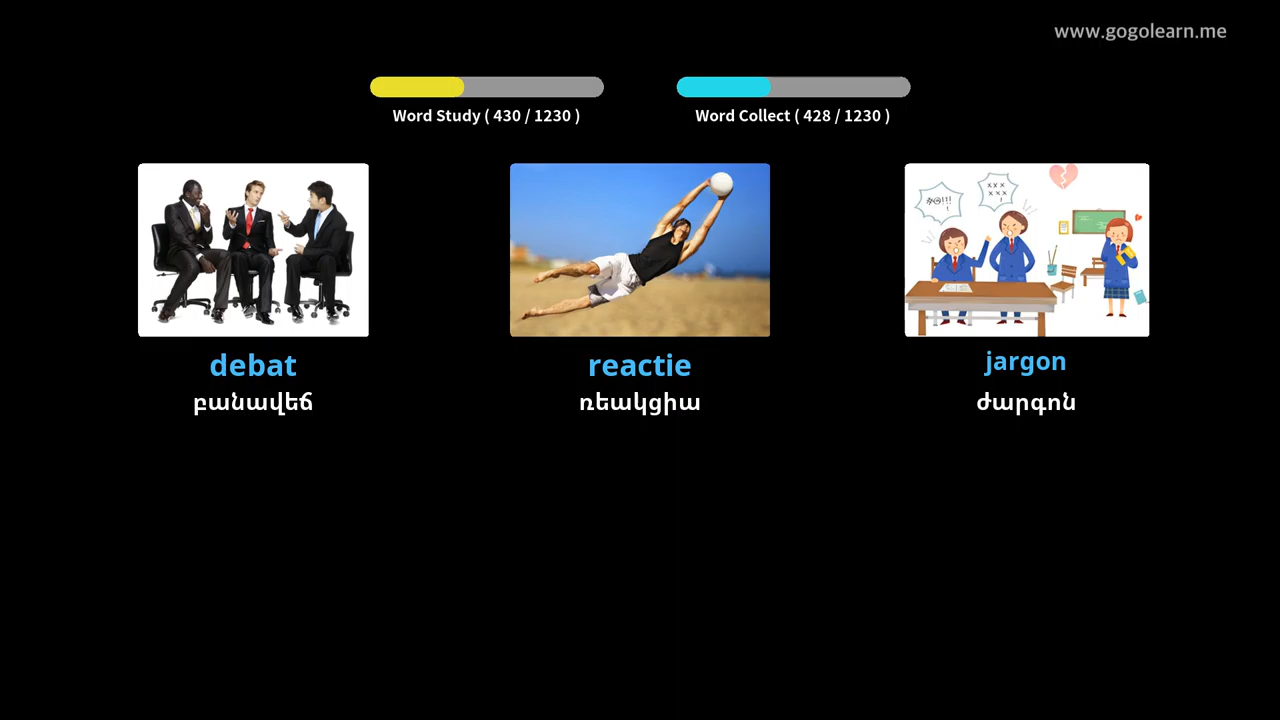 www.gogolearn.me
Word Study ( 430 / 1230 )
Word Collect ( 428 / 1230 )
debat
reactie
jargon
բանավեճ
ռեակցիա
ժարգոն